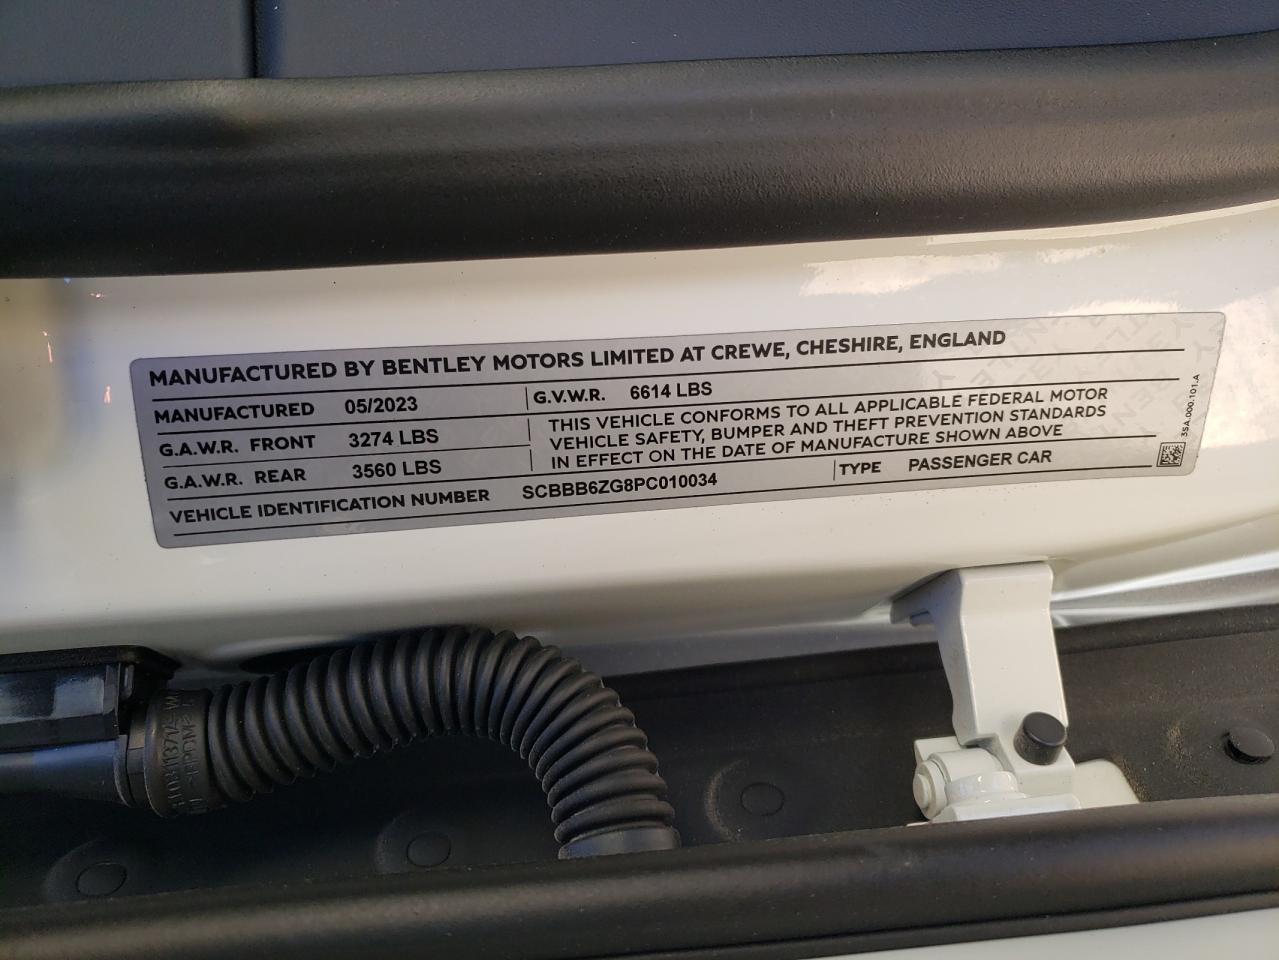 MANUFACTURED BY BENTLEY MOTORS LIMITED AT CREWE, CHESHIRE, ENGLAND
MANUFACTURED 05/2023 G.V.W.R. 6614 LBS
G.A.W.R. FRONT 3274 LBS
G.A.W.R. REAR 3560 LBS
THIS VEHICLE CONFORMS TO ALL APPLICABLE FEDERAL MOTOR
VEHICLE SAFETY, BUMPER AND THEFT PREVENTION STANDARDS
IN EFFECT ON THE DATE OF MANUFACTURE SHOWN ABOVE
VEHICLE IDENTIFICATION NUMBER SCBBB6ZG8PC010034 TYPE PASSENGER CAR
3SA.000.101.A